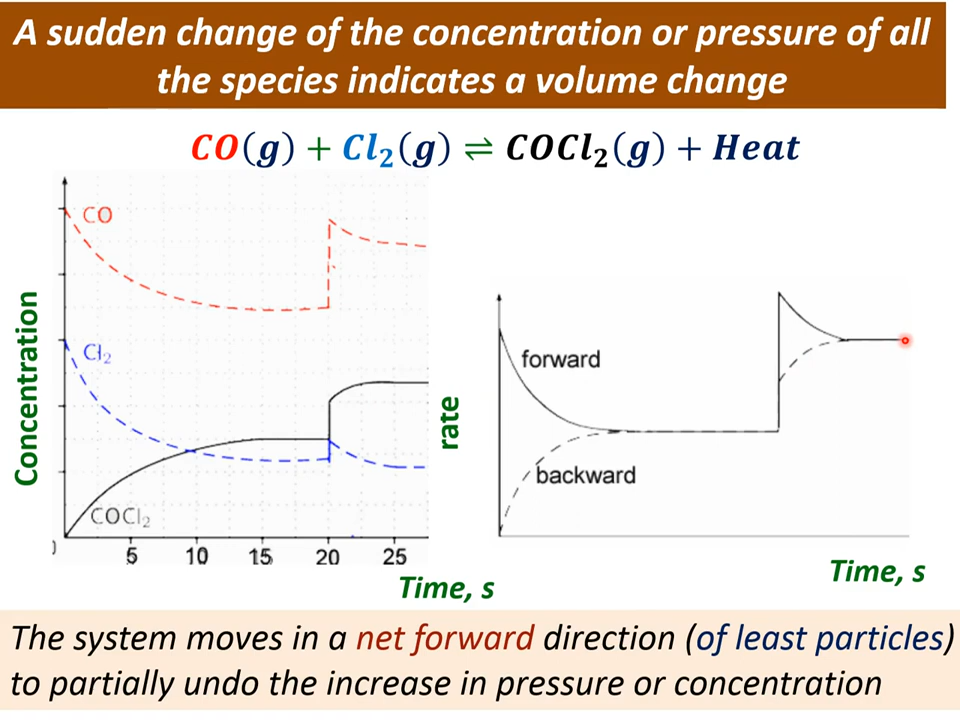 A sudden change of the concentration or pressure of all
the species indicates a volume change
CO(g) + Cl₂(g) ⇌ COCl₂(g) + Heat
CO
Cl₂
COCl₂
Concentration
0
5
10
15
20
25
Time, s
forward
backward
rate
Time, s
The system moves in a net forward direction (of least particles)
to partially undo the increase in pressure or concentration